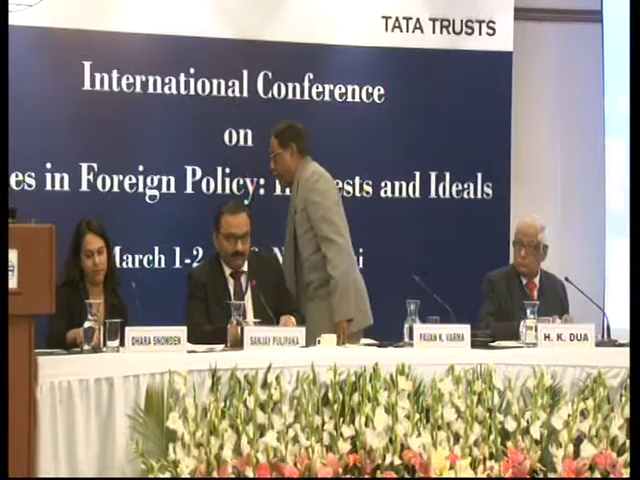 TATA TRUSTS
International Conference
on
es in Foreign Policy: ests and Ideals
March 1-2
DHARA SNOWDEN
SANJAY PULIPAKA
PAVAN K. VARMA
H. K. DUA